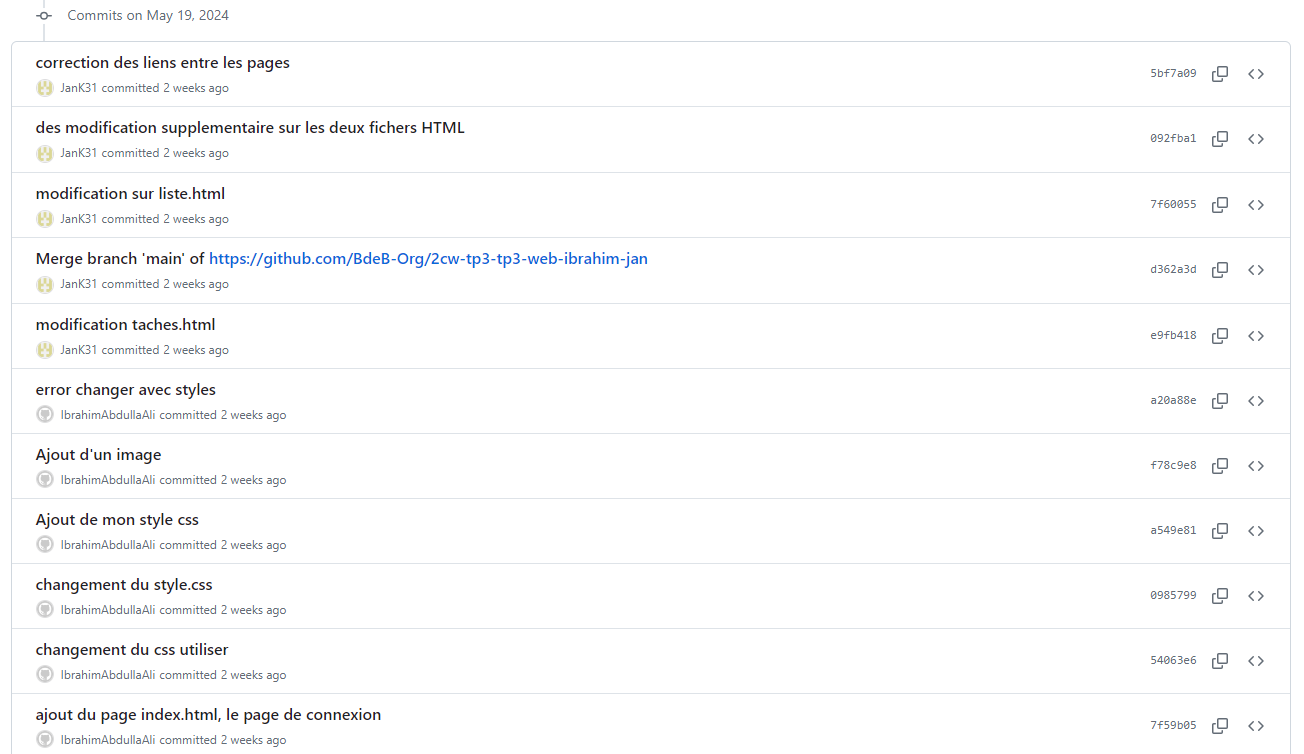 Commits on May 19, 2024
correction des liens entre les pages
5bf7a09
JanK31 committed 2 weeks ago
des modification supplementaire sur les deux fichers HTML
092fba1
JanK31 committed 2 weeks ago
modification sur liste.html
7f60055
JanK31 committed 2 weeks ago
Merge branch 'main' of https://github.com/BdeB-Org/2cw-tp3-tp3-web-ibrahim-jan
d362a3d
JanK31 committed 2 weeks ago
modification taches.html
e9fb418
JanK31 committed 2 weeks ago
error changer avec styles
a20a88e
IbrahimAbdullaAli committed 2 weeks ago
Ajout d'un image
f78c9e8
IbrahimAbdullaAli committed 2 weeks ago
Ajout de mon style css
a549e81
IbrahimAbdullaAli committed 2 weeks ago
changement du style.css
0985799
IbrahimAbdullaAli committed 2 weeks ago
changement du css utiliser
54063e6
IbrahimAbdullaAli committed 2 weeks ago
ajout du page index.html, le page de connexion
7f59b05
IbrahimAbdullaAli committed 2 weeks ago